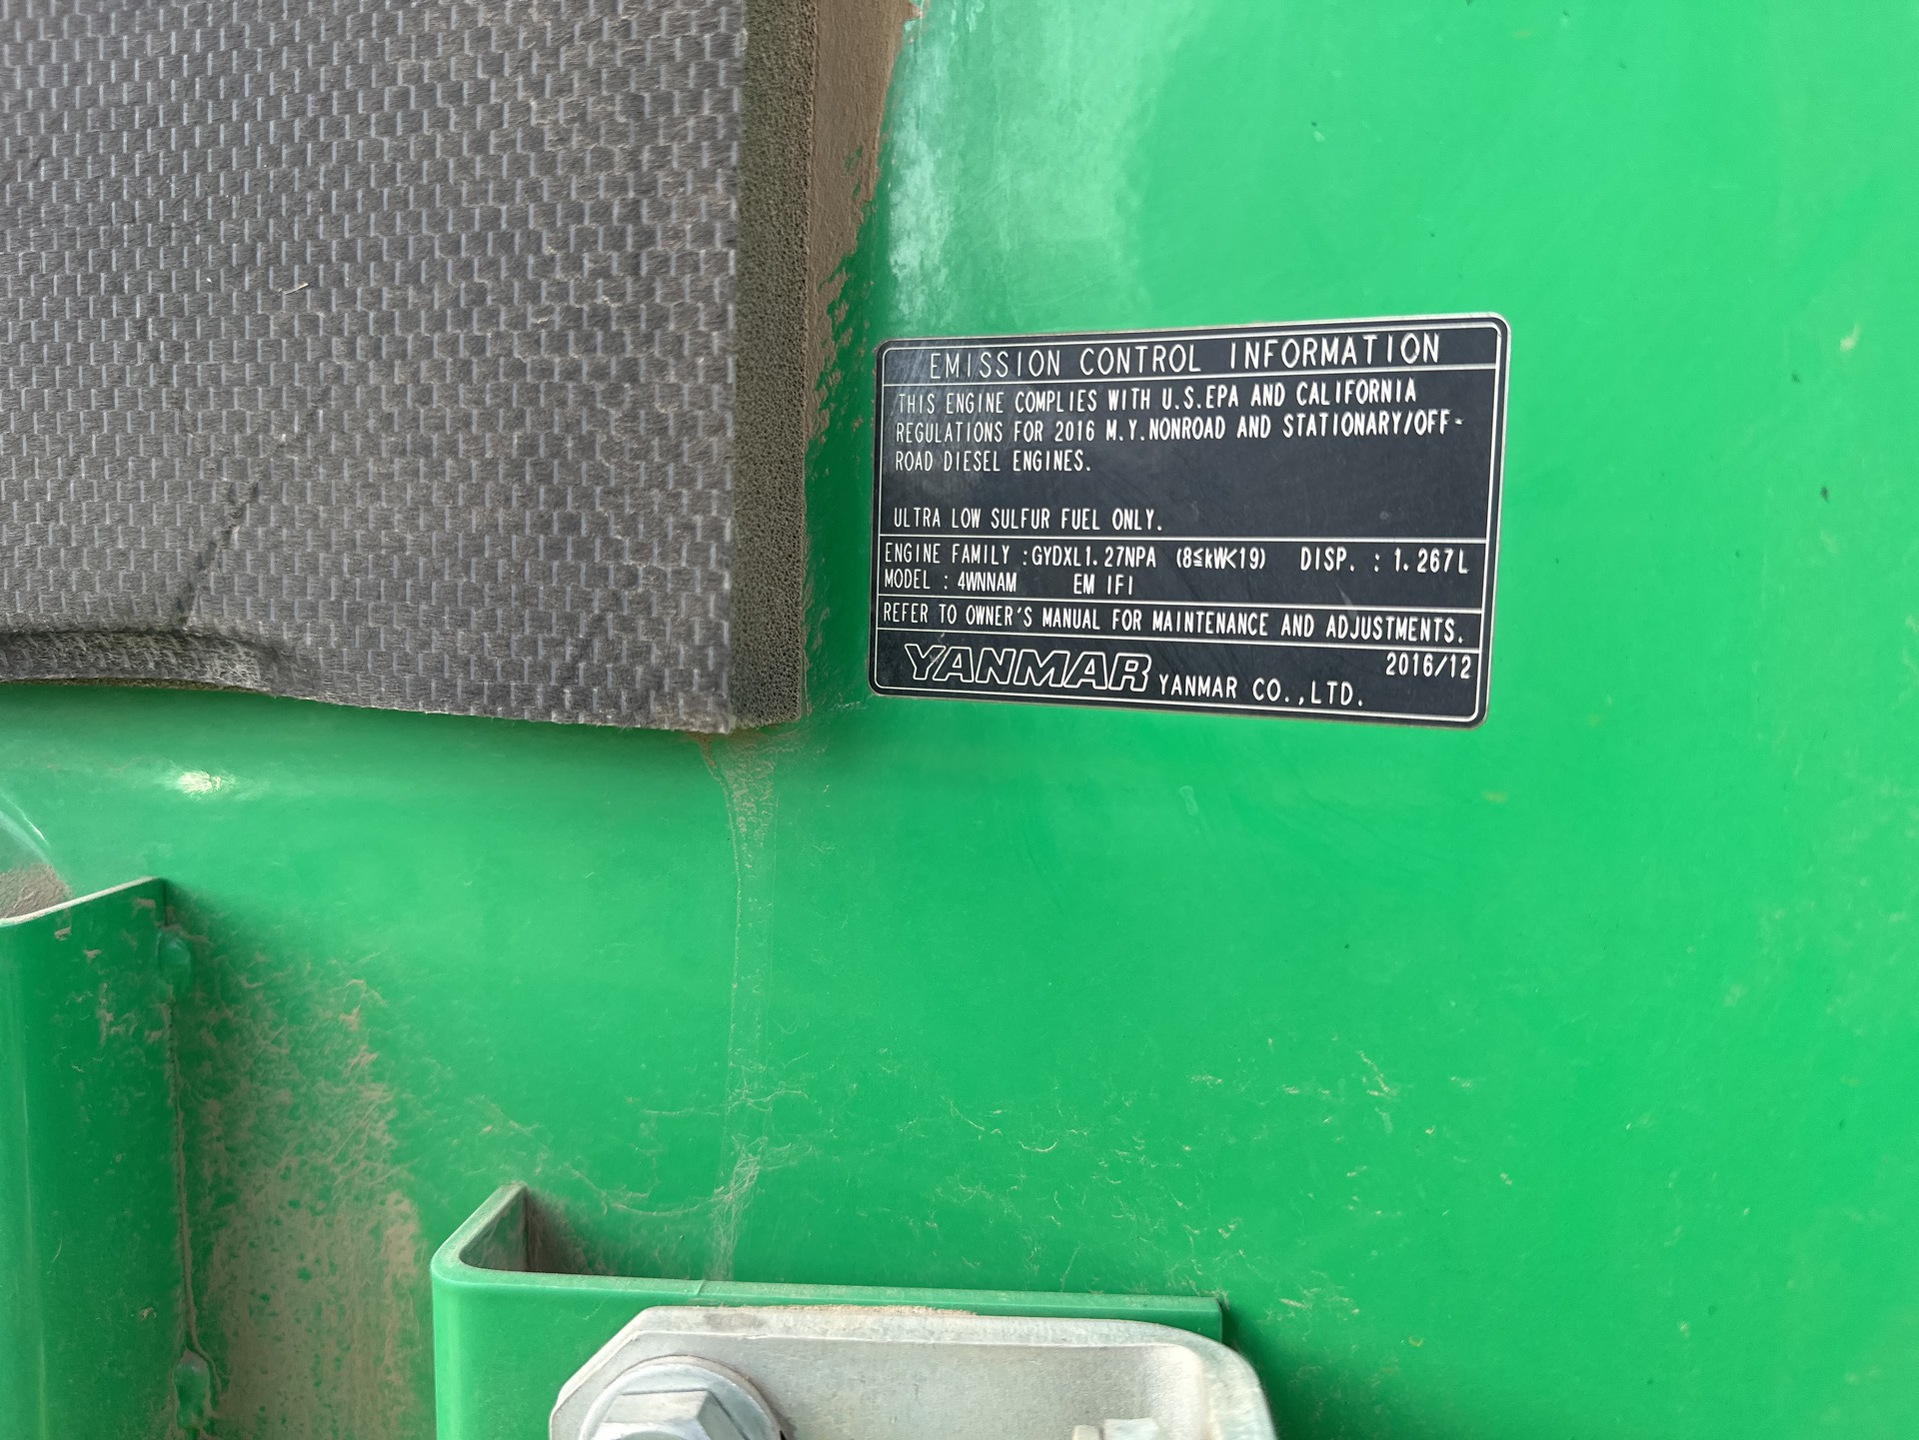 EMISSION CONTROL INFORMATION
THIS ENGINE COMPLIES WITH U.S.EPA AND CALIFORNIA
REGULATIONS FOR 2016 M.Y.NONROAD AND STATIONARY/OFF-
ROAD DIESEL ENGINES.
ULTRA LOW SULFUR FUEL ONLY.
ENGINE FAMILY :GYDXL1.27NPA (8≤kW<19) DISP. : 1.267L
MODEL : 4WNNAM EM IFI
REFER TO OWNER'S MANUAL FOR MAINTENANCE AND ADJUSTMENTS.
2016/12
YANMAR YANMAR CO.,LTD.